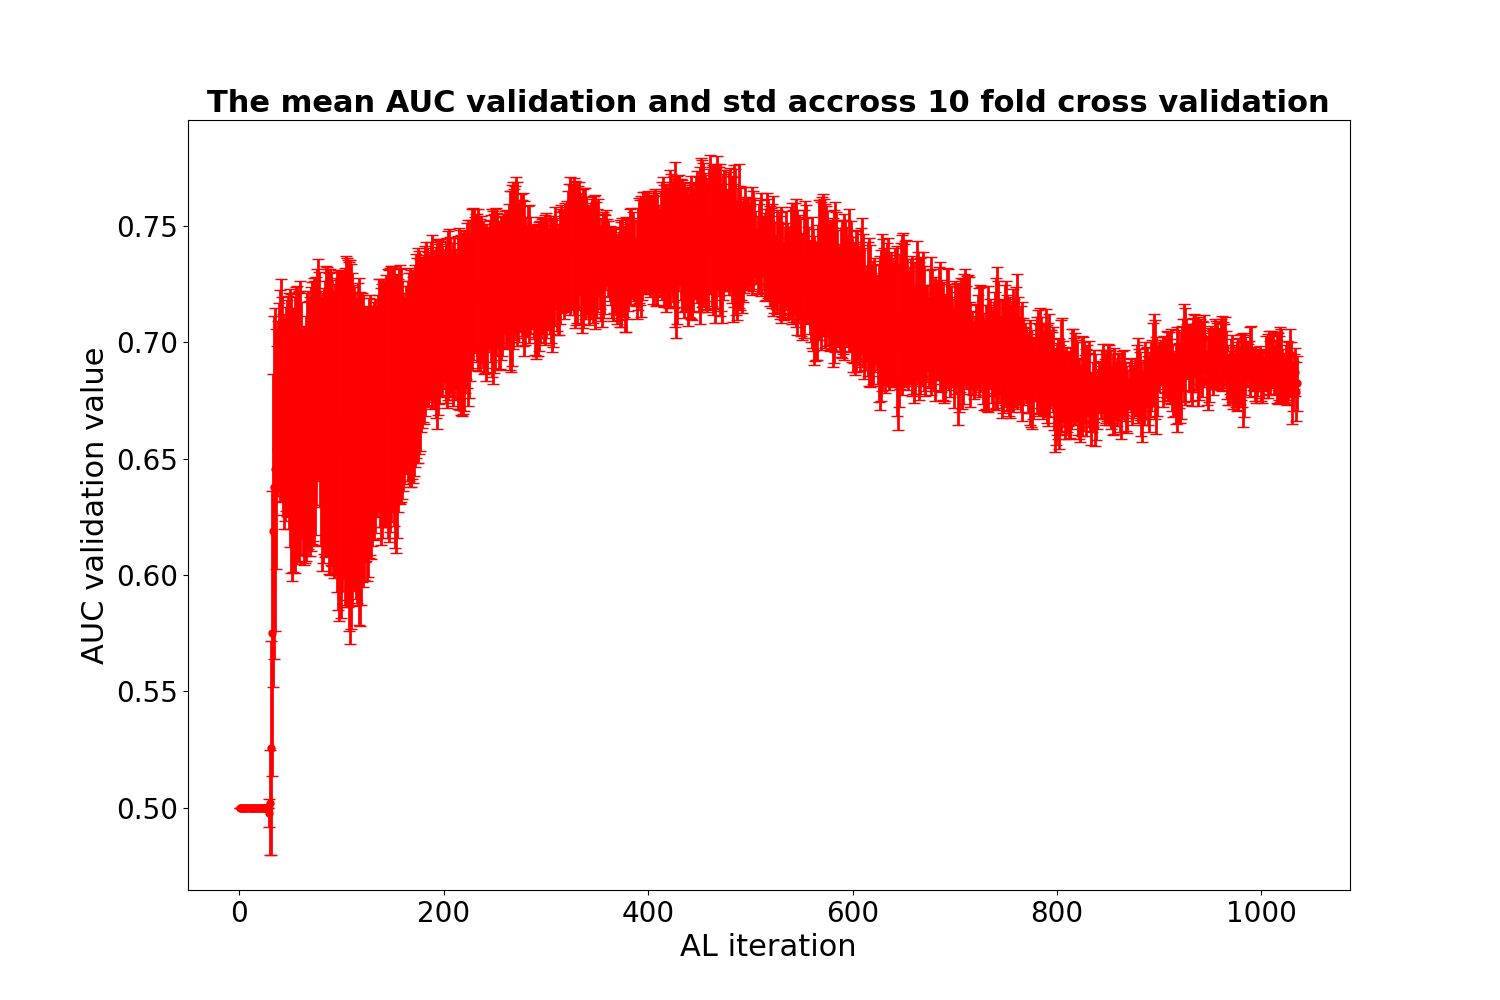 The mean AUC validation and std accross 10 fold cross validation
0.75
0.70
0.65
0.60
0.55
0.50
AUC validation value
0 200 400 600 800 1000
AL iteration